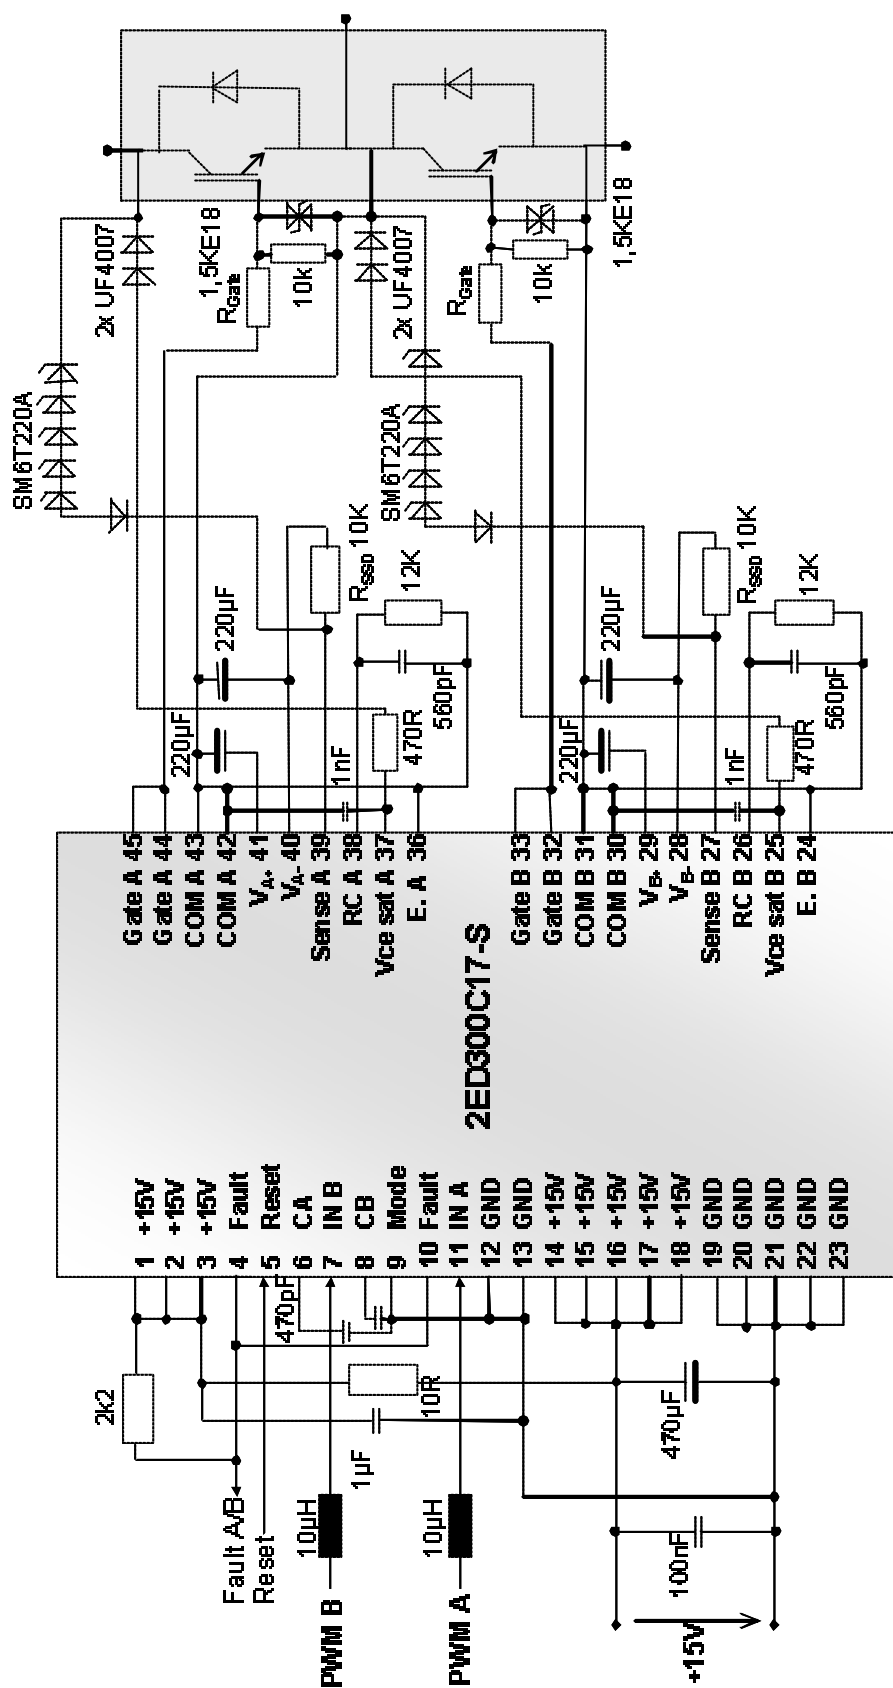 2x UF4007
1,5KE18
SM6T220A
RGate
10k
2x UF4007
RGate
10k
1,5KE18
SM6T220A
220µF
220µF
RSSD 10K
12K
560pF
470R
1nF
220µF
220µF
RSSD 10K
12K
560pF
470R
1nF
Gate A 45
Gate A 44
COM A 43
COM A 42
VA+ 41
VA- 40
Sense A 39
RC A 38
Vce sat A 37
E. A 36
Gate B 33
Gate B 32
COM B 31
COM B 30
VB+ 29
VB- 28
Sense B 27
RC B 26
Vce sat B 25
E. B 24
2ED300C17-S
1 +15V
2 +15V
3 +15V
4 Fault
5 Reset
6 CA
7 IN B
8 CB
9 Mode
10 Fault
11 IN A
12 GND
13 GND
14 +15V
15 +15V
16 +15V
17 +15V
18 +15V
19 GND
20 GND
21 GND
22 GND
23 GND
470pF
2k2
10R
1µF
470µF
100nF
10µH
10µH
Fault A/B
Reset
PWM B
PWM A
+15V